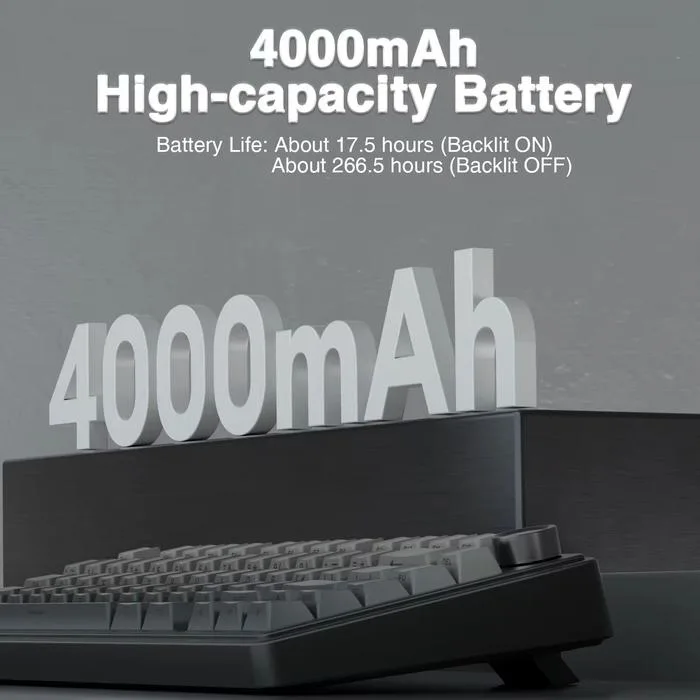 4000mAh
High-capacity Battery
Battery Life: About 17.5 hours (Backlit ON)
About 266.5 hours (Backlit OFF)
4000mAh